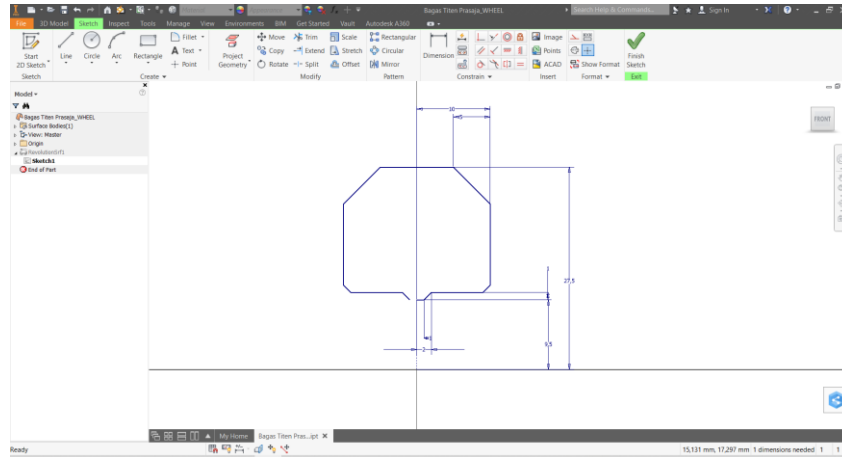 Bagas Titen Prasaja_WHEEL
Search Help & Commands...
Sign In
File 3D Model Sketch Inspect Tools Manage View Environments BIM Get Started Vault Autodesk A360
Start
2D Sketch
Line
Circle
Arc
Rectangle
Fillet
Text
Point
Project
Geometry
Move
Copy
Rotate
Trim
Extend
Split
Scale
Stretch
Offset
Rectangular
Circular
Mirror
Dimension
Image
Points
ACAD
Show Format
Finish
Sketch
Sketch Create Modify Pattern Constrain Insert Format Exit
Model
Bagas Titen Prasaja_WHEEL
Surface Bodies(1)
View: Master
Origin
RevolutionSrf1
Sketch1
End of Part
FRONT
10
5
27,5
9,5
2
My Home Bagas Titen Pras...ipt
Ready
15,131 mm, 17,297 mm 1 dimensions needed 1 1